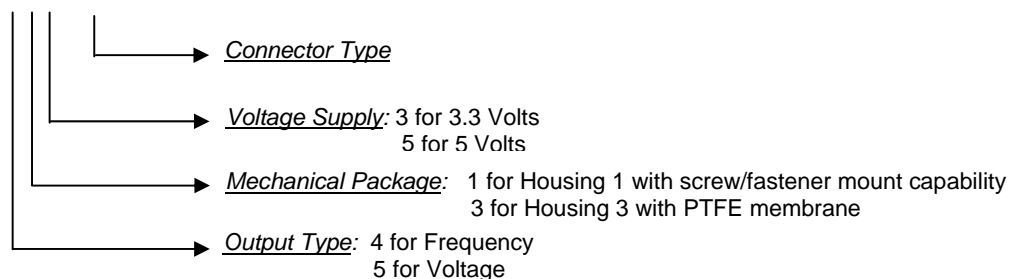 Connector Type
Voltage Supply: 3 for 3.3 Volts
5 for 5 Volts
Mechanical Package: 1 for Housing 1 with screw/fastener mount capability
3 for Housing 3 with PTFE membrane
Output Type: 4 for Frequency
5 for Voltage